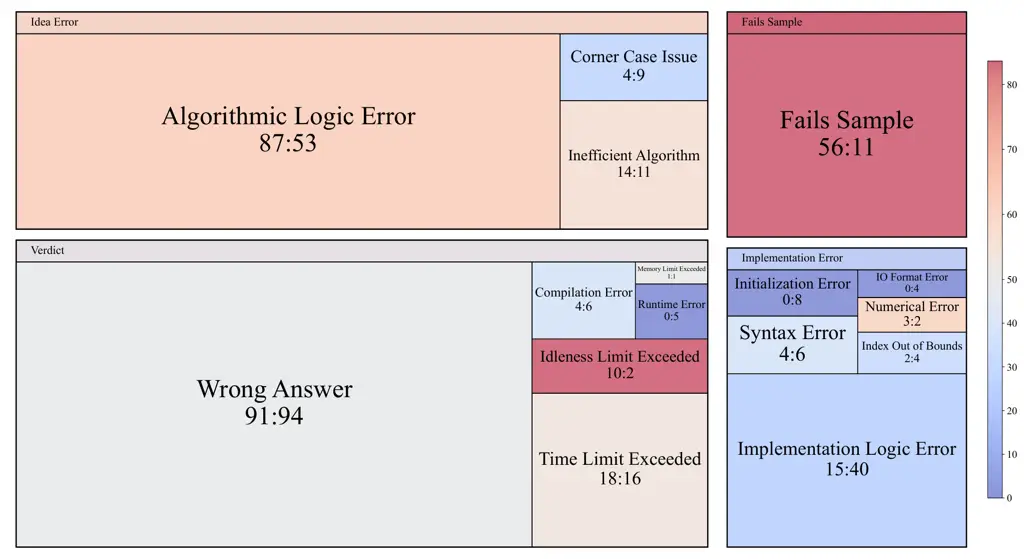 Idea Error
Algorithmic Logic Error
87:53
Corner Case Issue
4:9
Inefficient Algorithm
14:11
Fails Sample
Fails Sample
56:11
Verdict
Wrong Answer
91:94
Compilation Error
4:6
Memory Limit Exceeded
1:1
Runtime Error
0:5
Idleness Limit Exceeded
10:2
Time Limit Exceeded
18:16
Implementation Error
Initialization Error
0:8
IO Format Error
0:4
Numerical Error
3:2
Syntax Error
4:6
Index Out of Bounds
2:4
Implementation Logic Error
15:40
80
70
60
50
40
30
20
10
0